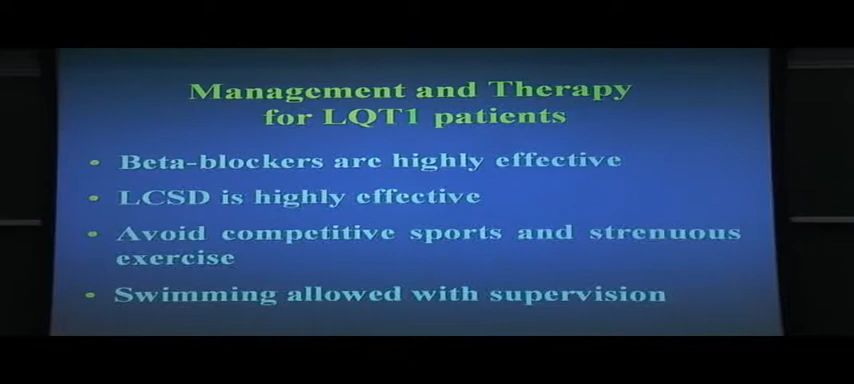 Management and Therapy
for LQT1 patients
• Beta-blockers are highly effective
• LCSD is highly effective
• Avoid competitive sports and strenuous
exercise
• Swimming allowed with supervision